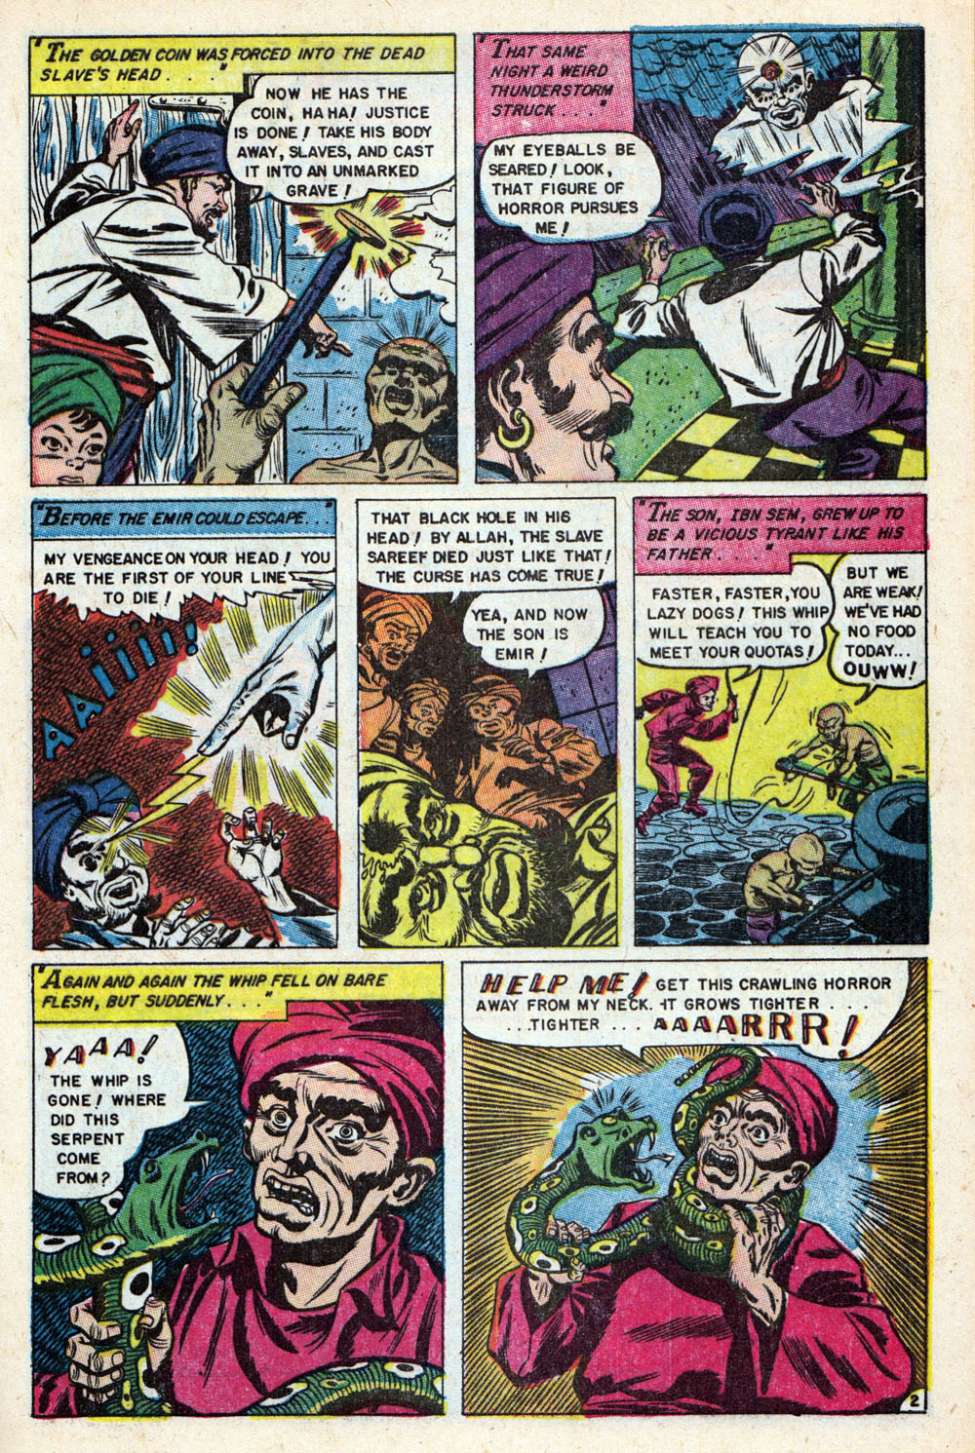 "THE GOLDEN COIN WAS FORCED INTO THE DEAD
SLAVE'S HEAD . . ."
NOW HE HAS THE
COIN, HA HA! JUSTICE
IS DONE! TAKE HIS BODY
AWAY, SLAVES, AND CAST
IT INTO AN UNMARKED
GRAVE!
"THAT SAME
NIGHT A WEIRD
THUNDERSTORM
STRUCK . . ."
MY EYEBALLS BE
SEARED! LOOK,
THAT FIGURE OF
HORROR PURSUES
ME!
"BEFORE THE EMIR COULD ESCAPE..."
MY VENGEANCE ON YOUR HEAD! YOU
ARE THE FIRST OF YOUR LINE
TO DIE!
AAiiii!
THAT BLACK HOLE IN HIS
HEAD! BY ALLAH, THE SLAVE
SAREEF DIED JUST LIKE THAT!
THE CURSE HAS COME TRUE!
YEA, AND NOW
THE SON IS
EMIR!
"THE SON, IBN SEM, GREW UP TO
BE A VICIOUS TYRANT LIKE HIS
FATHER . . . ."
FASTER, FASTER, YOU
LAZY DOGS! THIS WHIP
WILL TEACH YOU TO
MEET YOUR QUOTAS!
BUT WE
ARE WEAK!
WE'VE HAD
NO FOOD
TODAY...
OUWW!
"AGAIN AND AGAIN THE WHIP FELL ON BARE
FLESH, BUT SUDDENLY . . ."
YAAA!
THE WHIP IS
GONE! WHERE
DID THIS
SERPENT
COME
FROM?
HELP ME! GET THIS CRAWLING HORROR
AWAY FROM MY NECK. IT GROWS TIGHTER . . .
. . . TIGHTER . . . AAAARRR!
2